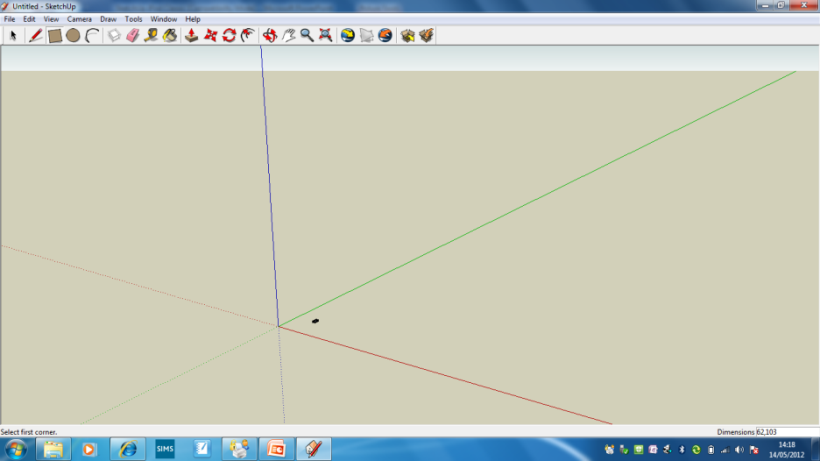 Untitled - SketchUp
File Edit View Camera Draw Tools Window Help
Select first corner.
Dimensions 62,103
SIMS
14:18
14/05/2012